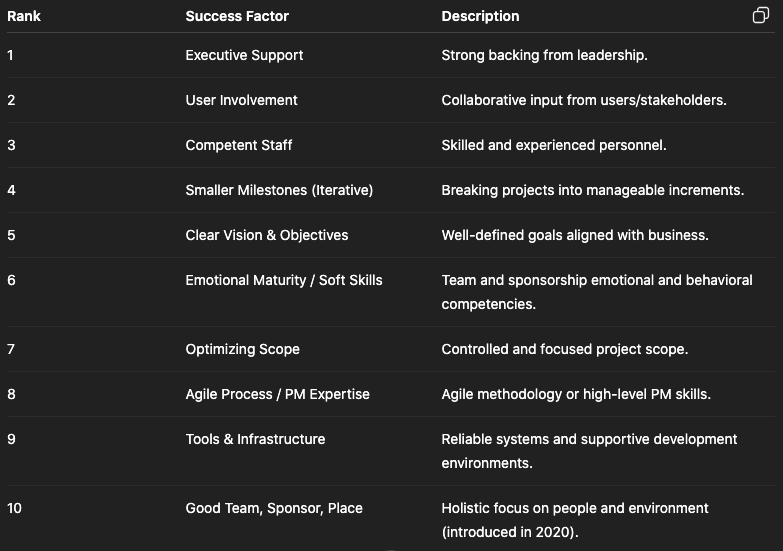 Rank Success Factor Description
1 Executive Support Strong backing from leadership.
2 User Involvement Collaborative input from users/stakeholders.
3 Competent Staff Skilled and experienced personnel.
4 Smaller Milestones (Iterative) Breaking projects into manageable increments.
5 Clear Vision & Objectives Well-defined goals aligned with business.
6 Emotional Maturity / Soft Skills Team and sponsorship emotional and behavioral
competencies.
7 Optimizing Scope Controlled and focused project scope.
8 Agile Process / PM Expertise Agile methodology or high-level PM skills.
9 Tools & Infrastructure Reliable systems and supportive development
environments.
10 Good Team, Sponsor, Place Holistic focus on people and environment
(introduced in 2020).